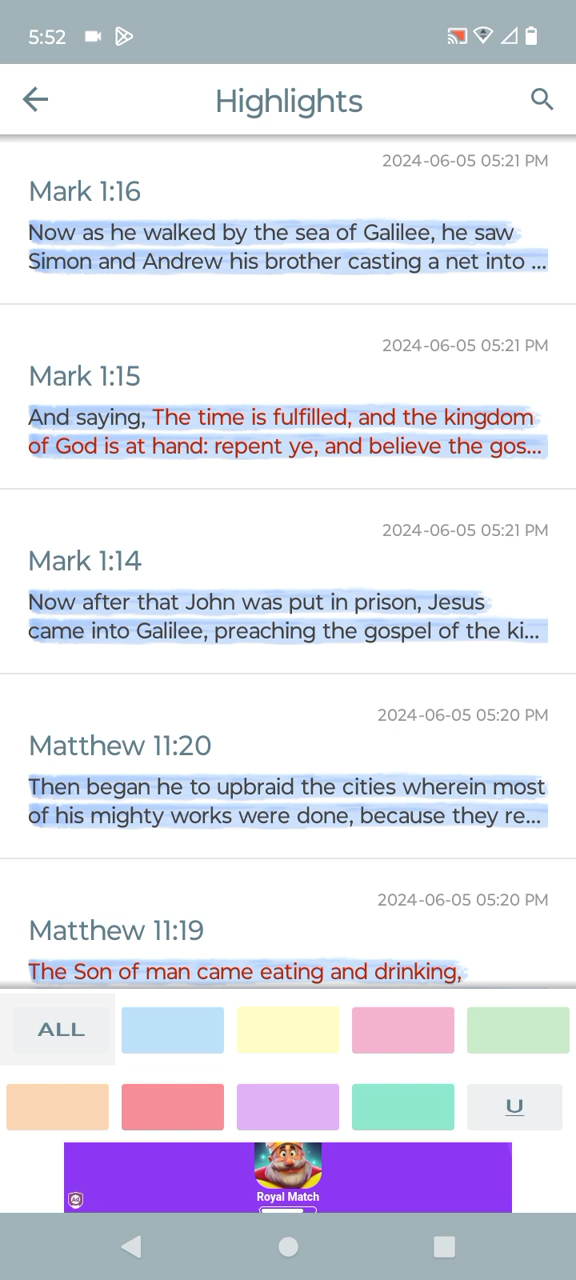 5:52
Highlights
2024-06-05 05:21 PM
Mark 1:16
Now as he walked by the sea of Galilee, he saw
Simon and Andrew his brother casting a net into ...
2024-06-05 05:21 PM
Mark 1:15
And saying, The time is fulfilled, and the kingdom
of God is at hand: repent ye, and believe the gos...
2024-06-05 05:21 PM
Mark 1:14
Now after that John was put in prison, Jesus
came into Galilee, preaching the gospel of the ki...
2024-06-05 05:20 PM
Matthew 11:20
Then began he to upbraid the cities wherein most
of his mighty works were done, because they re...
2024-06-05 05:20 PM
Matthew 11:19
The Son of man came eating and drinking,
ALL
U
Ad
Royal Match